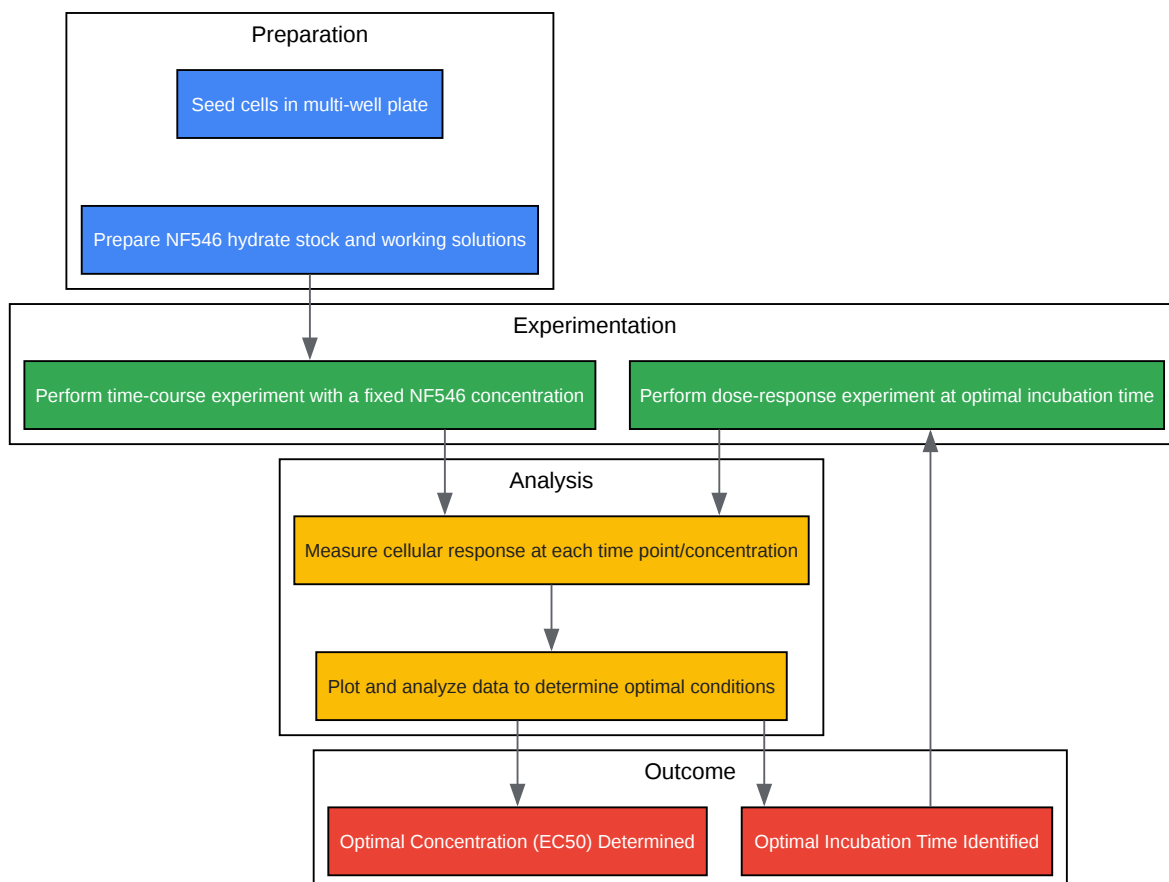 Preparation
Seed cells in multi-well plate
Prepare NF546 hydrate stock and working solutions
Experimentation
Perform time-course experiment with a fixed NF546 concentration
Perform dose-response experiment at optimal incubation time
Analysis
Measure cellular response at each time point/concentration
Plot and analyze data to determine optimal conditions
Outcome
Optimal Concentration (EC50) Determined
Optimal Incubation Time Identified